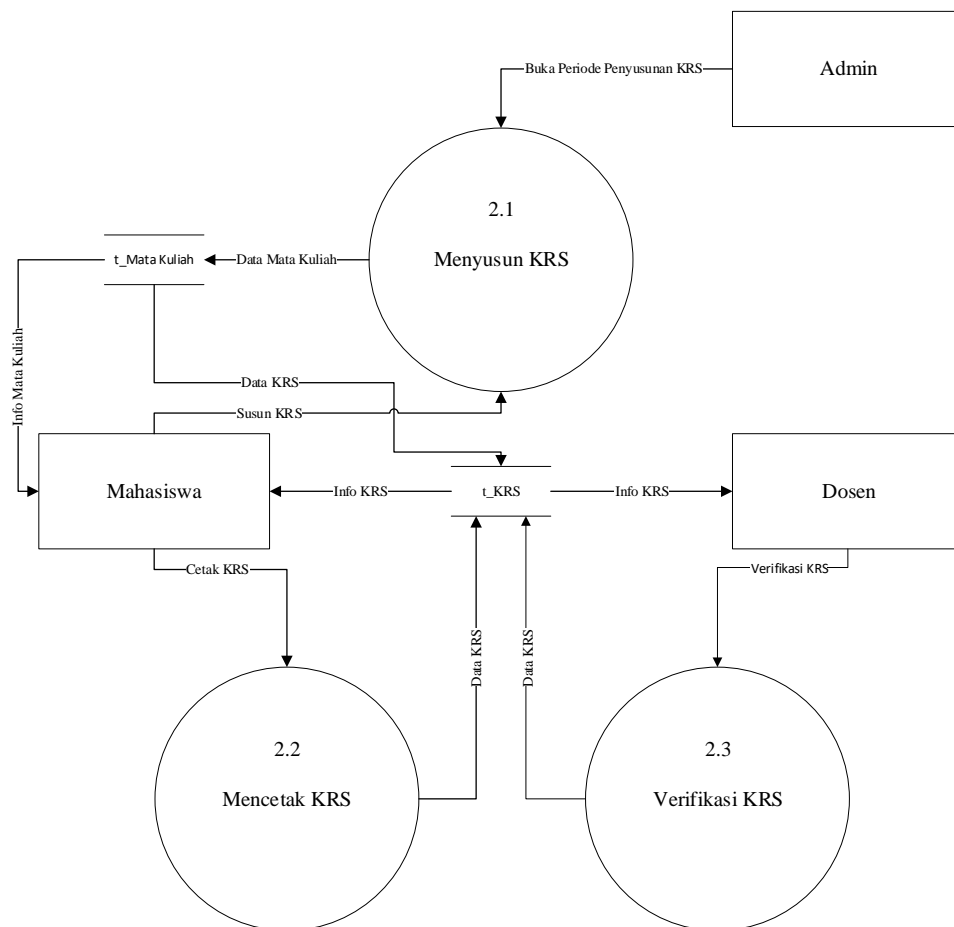 Buka Periode Penyusunan KRS
Admin
2.1
Menyusun KRS
t_Mata Kuliah
Data Mata Kuliah
Info Mata Kuliah
Data KRS
Susun KRS
Mahasiswa
Info KRS
t_KRS
Info KRS
Dosen
Cetak KRS
Verifikasi KRS
Data KRS
Data KRS
2.2
Mencetak KRS
2.3
Verifikasi KRS